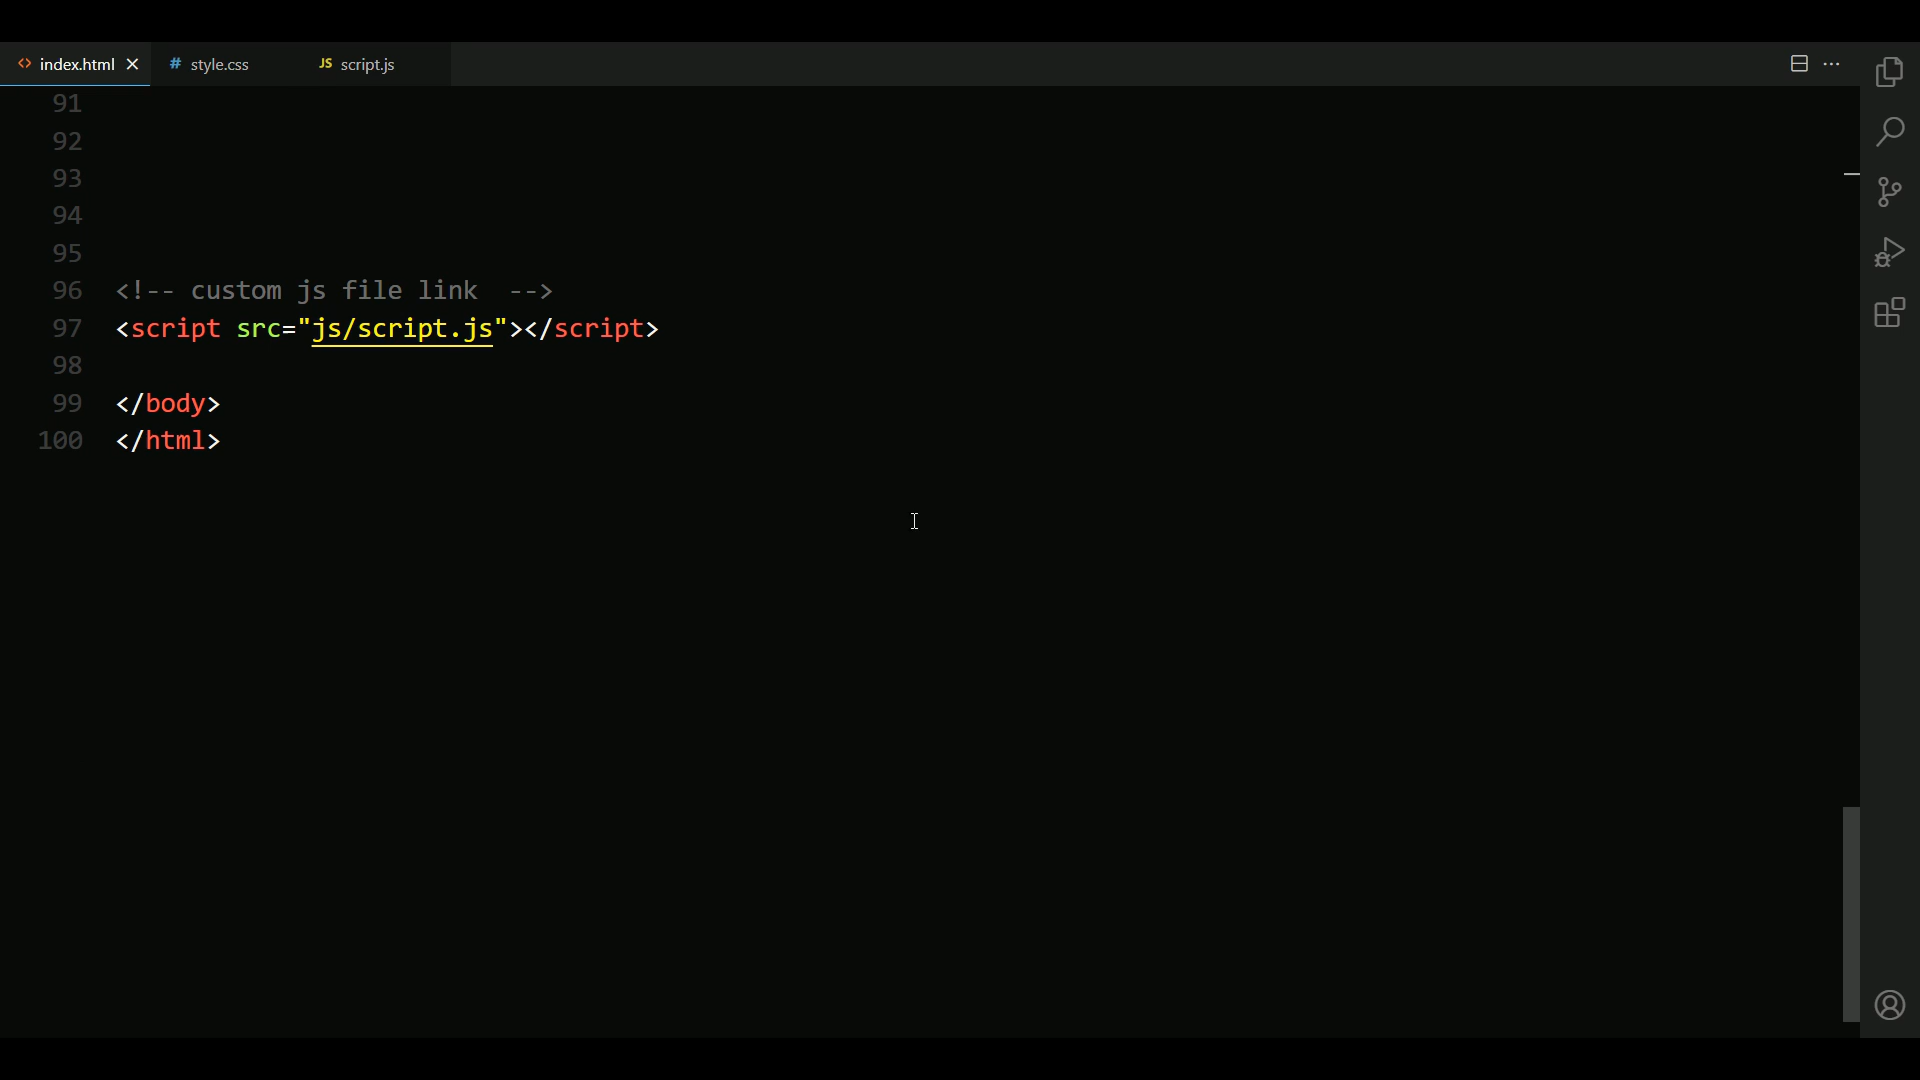 index.html
# style.css
JS script.js
91
92
93
94
95
96 <!-- custom js file link  -->
97 <script src="js/script.js"></script>
98
99 </body>
100 </html>